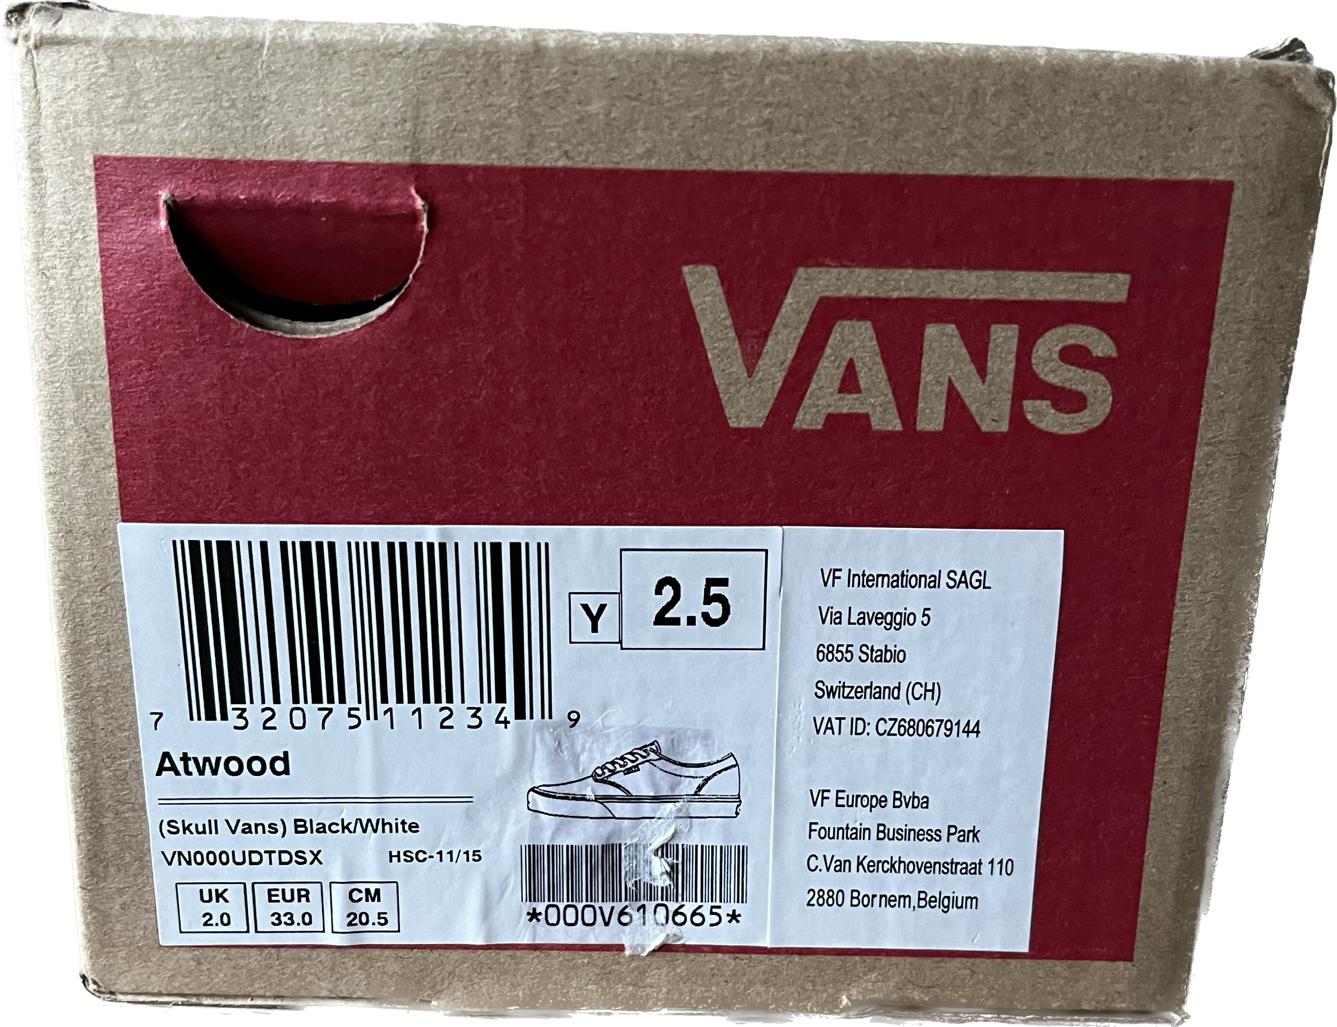 VANS
Y
2.5
7 32075 11234 9
Atwood
(Skull Vans) Black/White
VN000UDTDSX HSC-11/15
UK EUR CM
2.0 33.0 20.5
*000V610665*
VF International SAGL
Via Laveggio 5
6855 Stabio
Switzerland (CH)
VAT ID: CZ680679144
VF Europe Bvba
Fountain Business Park
C.Van Kerckhovenstraat 110
2880 Bornem,Belgium